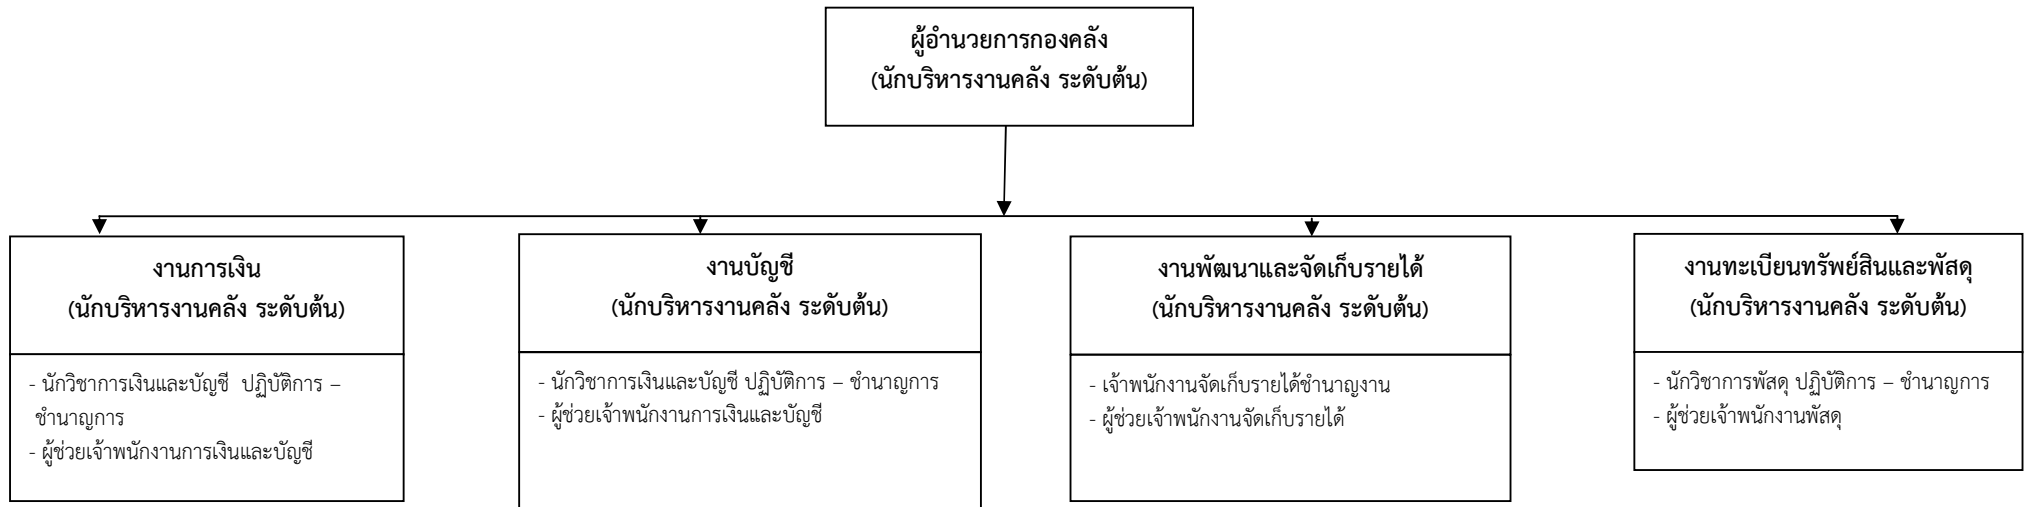 ผู้อำนวยการกองคลัง
(นักบริหารงานคลัง ระดับต้น)
งานการเงิน
(นักบริหารงานคลัง ระดับต้น)
- นักวิชาการเงินและบัญชี ปฏิบัติการ –
ชำนาญการ
- ผู้ช่วยเจ้าพนักงานการเงินและบัญชี
งานบัญชี
(นักบริหารงานคลัง ระดับต้น)
- นักวิชาการเงินและบัญชี ปฏิบัติการ – ชำนาญการ
- ผู้ช่วยเจ้าพนักงานการเงินและบัญชี
งานพัฒนาและจัดเก็บรายได้
(นักบริหารงานคลัง ระดับต้น)
- เจ้าพนักงานจัดเก็บรายได้ชำนาญงาน
- ผู้ช่วยเจ้าพนักงานจัดเก็บรายได้
งานทะเบียนทรัพย์สินและพัสดุ
(นักบริหารงานคลัง ระดับต้น)
- นักวิชาการพัสดุ ปฏิบัติการ – ชำนาญการ
- ผู้ช่วยเจ้าพนักงานพัสดุ